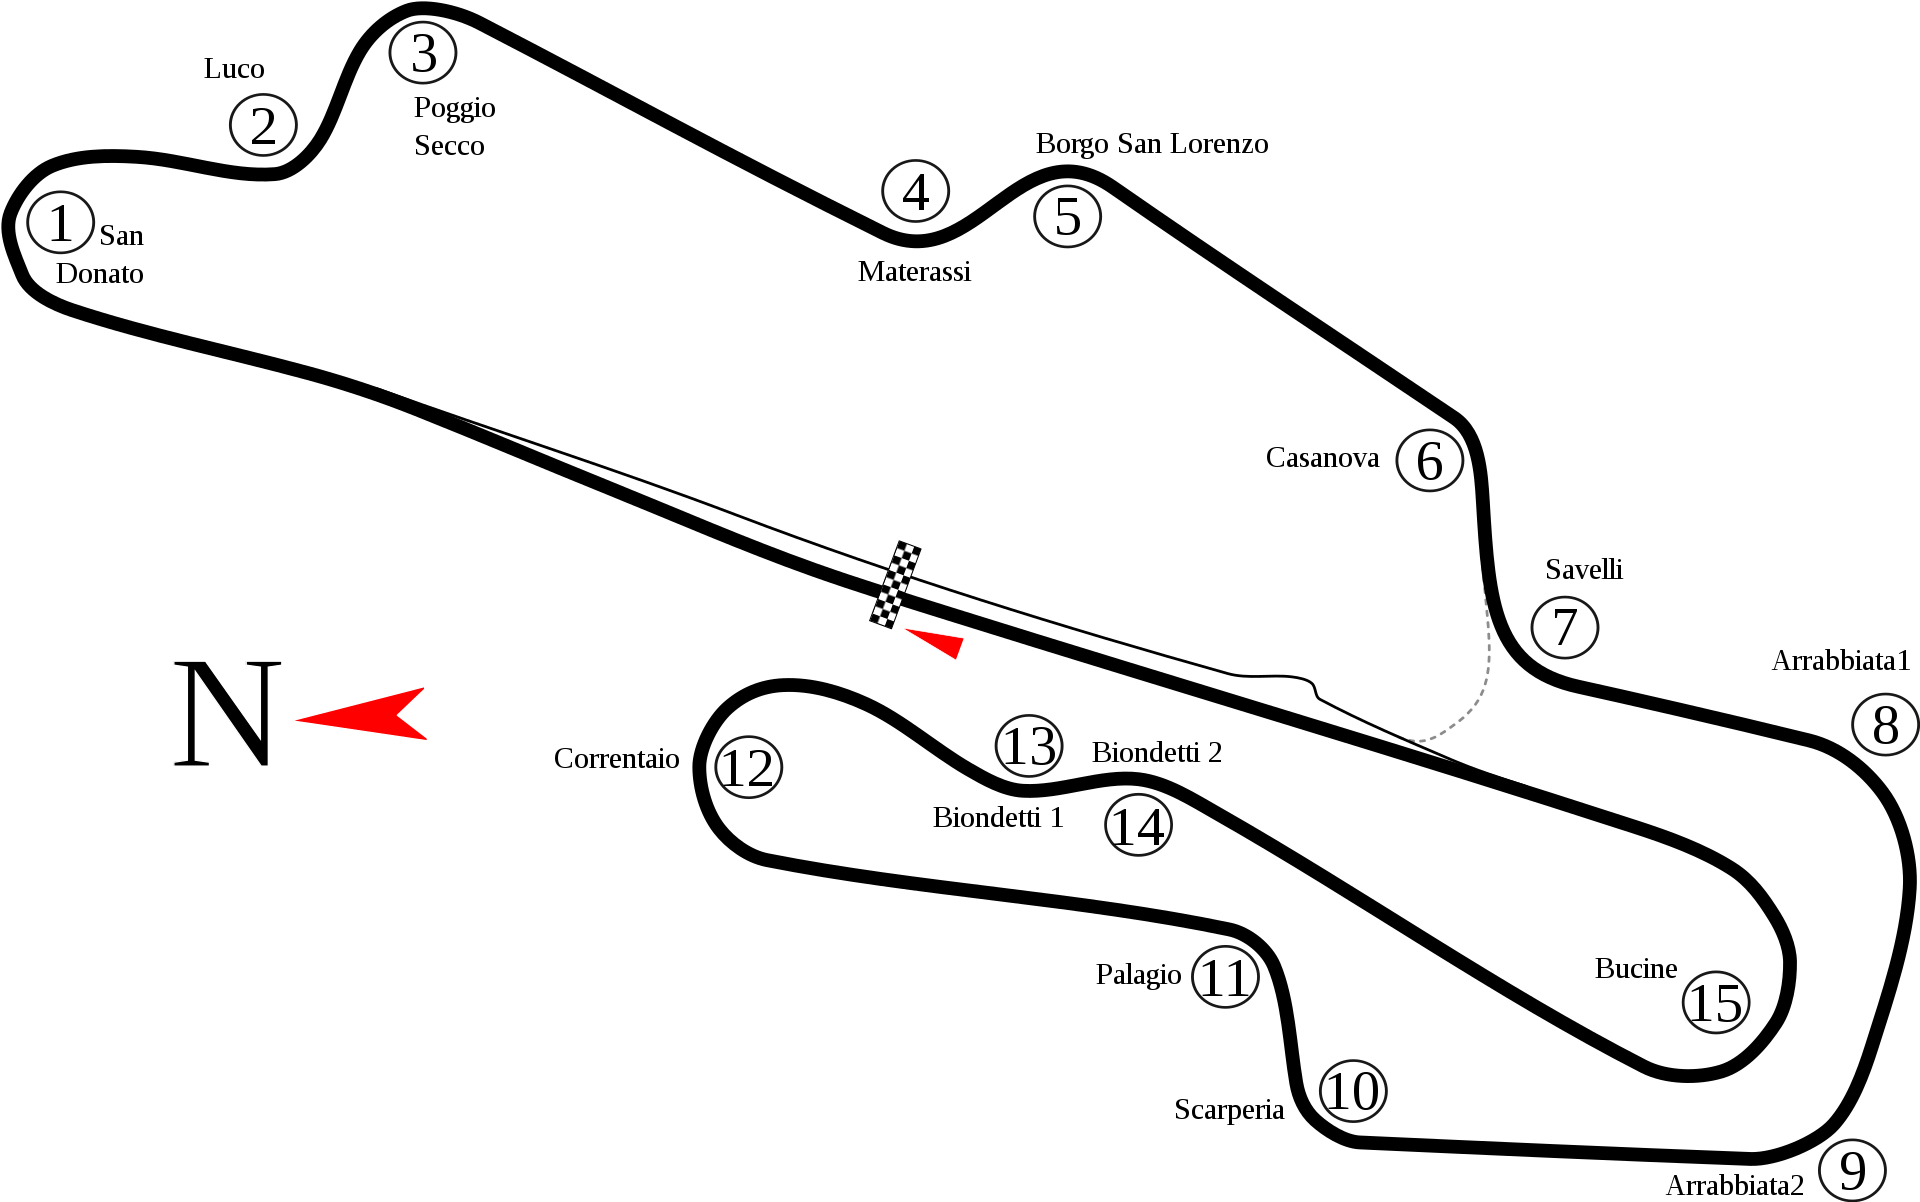 Luco
2
3
Poggio
Secco
1
San
Donato
4
Materassi
Borgo San Lorenzo
5
Casanova
6
Savelli
7
Arrabbiata1
8
N
Correntaio
12
13
Biondetti 2
Biondetti 1
14
Palagio
11
Bucine
15
Scarperia
10
Arrabbiata2
9